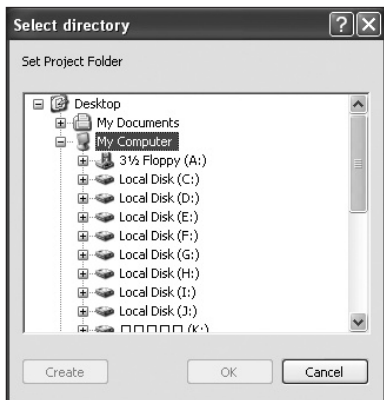 Select directory
Set Project Folder
Desktop
My Documents
My Computer
3½ Floppy (A:)
Local Disk (C:)
Local Disk (D:)
Local Disk (E:)
Local Disk (F:)
Local Disk (G:)
Local Disk (H:)
Local Disk (I:)
Local Disk (J:)
□□□□□ (K:)
Create
OK
Cancel